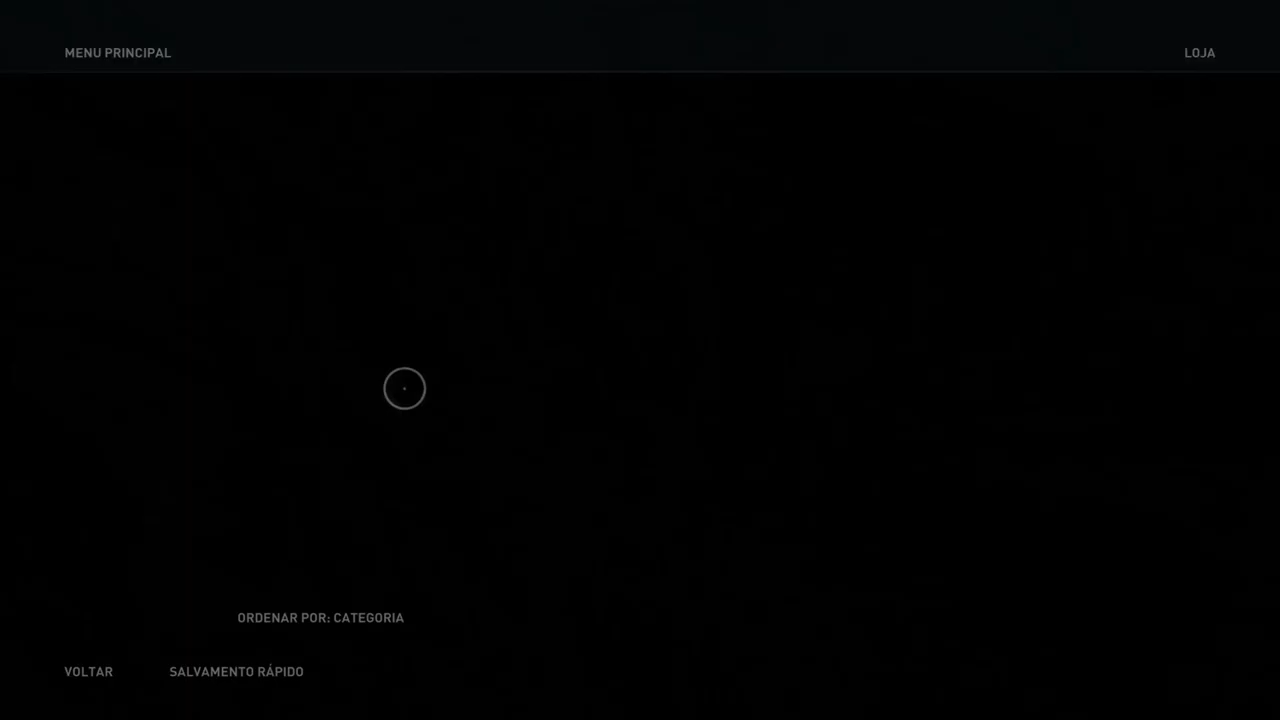 MENU PRINCIPAL
LOJA
ORDENAR POR: CATEGORIA
VOLTAR
SALVAMENTO RÁPIDO